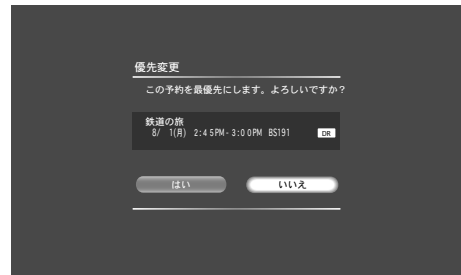 優先変更
この予約を最優先にします。よろしいですか？
鉄道の旅
8/ 1(月) 2:45PM-3:00PM BS191 DR
はい いいえ